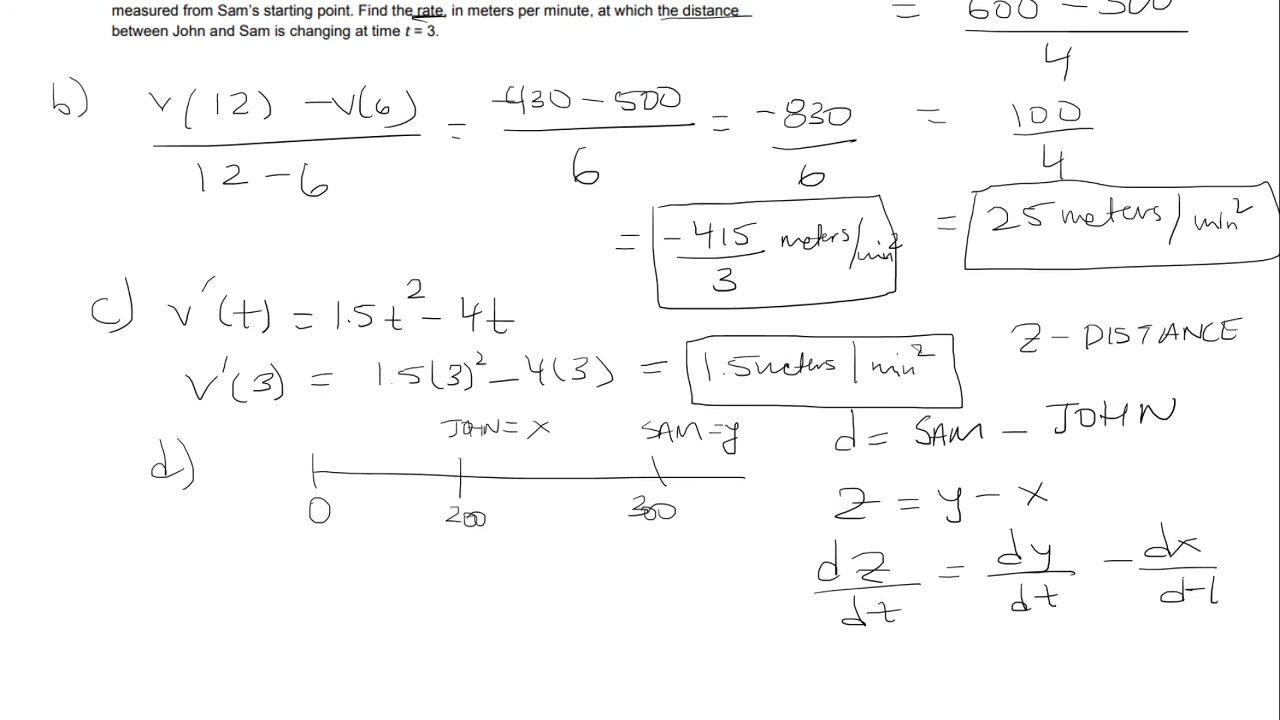 measured from Sam's starting point. Find the rate, in meters per minute, at which the distance
between John and Sam is changing at time t = 3.
= 600 - 500 / 4
b) v(12) - v(6) / 12 - 6 = -430 - 500 / 6 = -830 / 6
= 100 / 4
= -415 / 3 meters/min²
= 25 meters/min²
c) v'(t) = 1.5t² - 4t
z - DISTANCE
v'(3) = 1.5(3)² - 4(3) = 1.5 meters/min²
d = SAM - JOHN
d) JOHN = x SAM = y
0 200 300
z = y - x
dz/dt = dy/dt - dx/dt